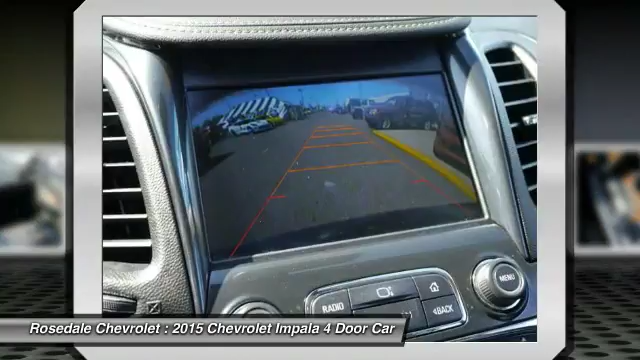 MENU
RADIO
BACK
Rosedale Chevrolet : 2015 Chevrolet Impala 4 Door Car